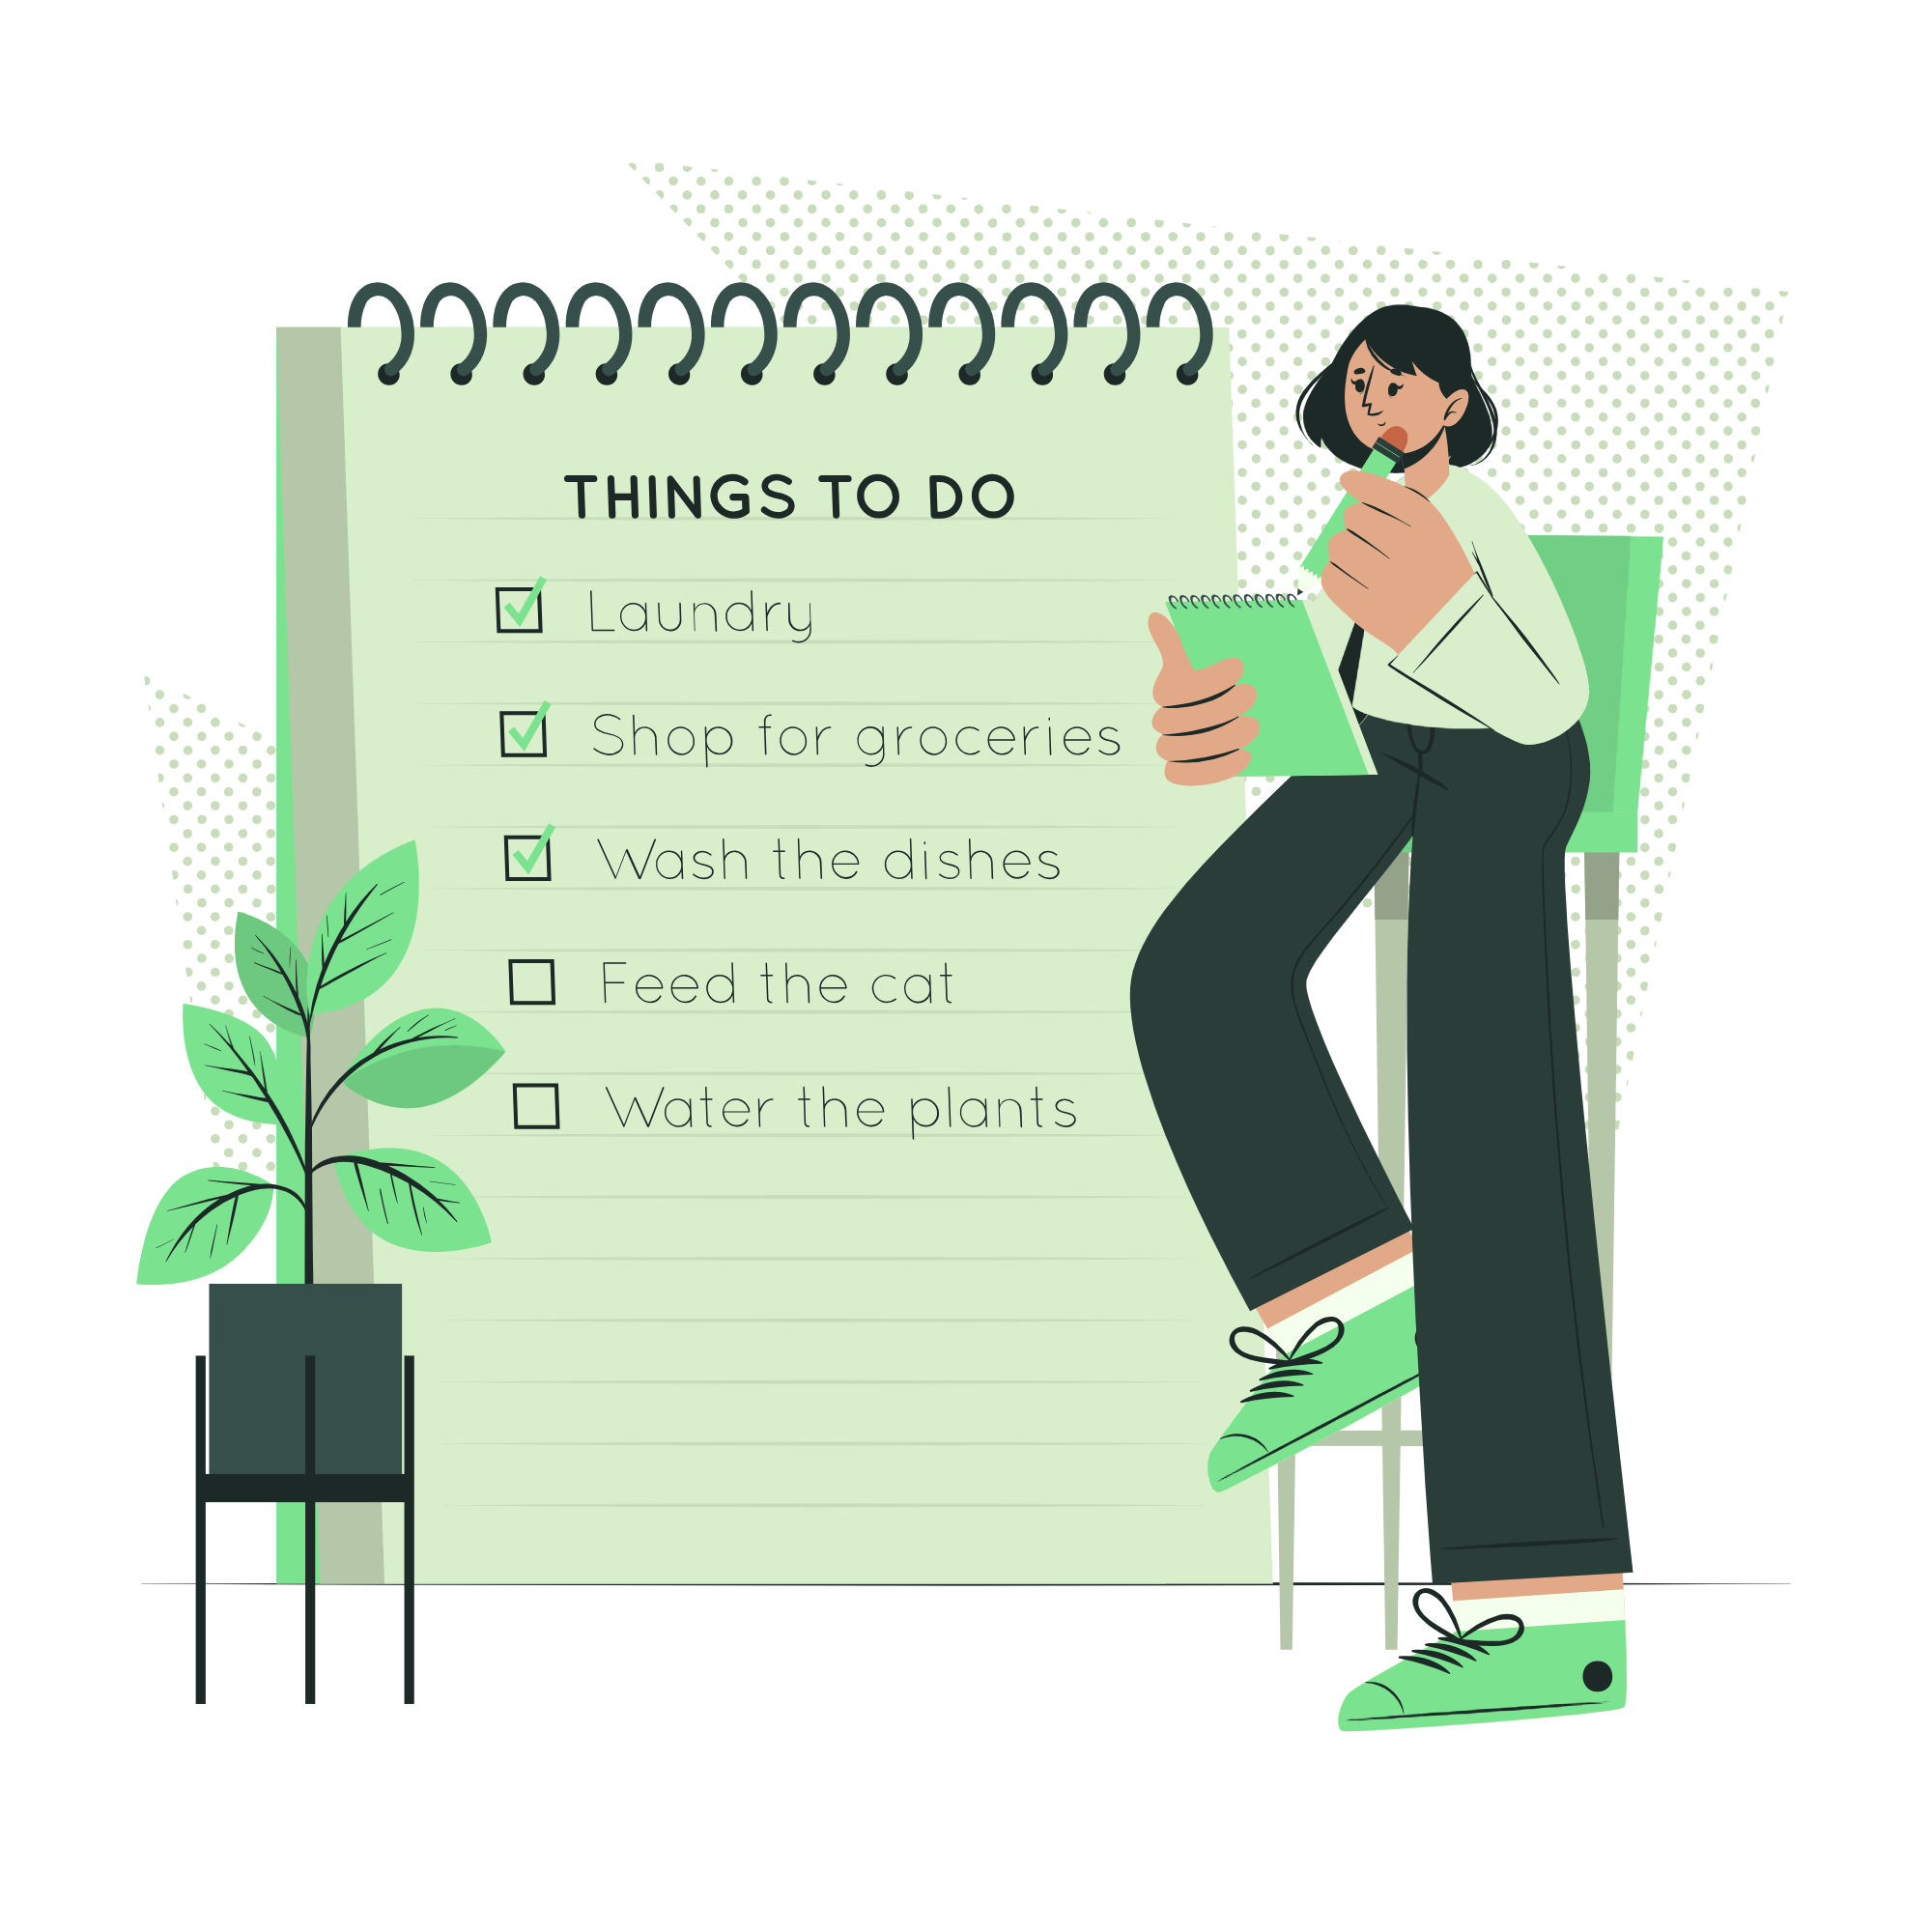 THINGS TO DO
Laundry
Shop for groceries
Wash the dishes
Feed the cat
Water the plants